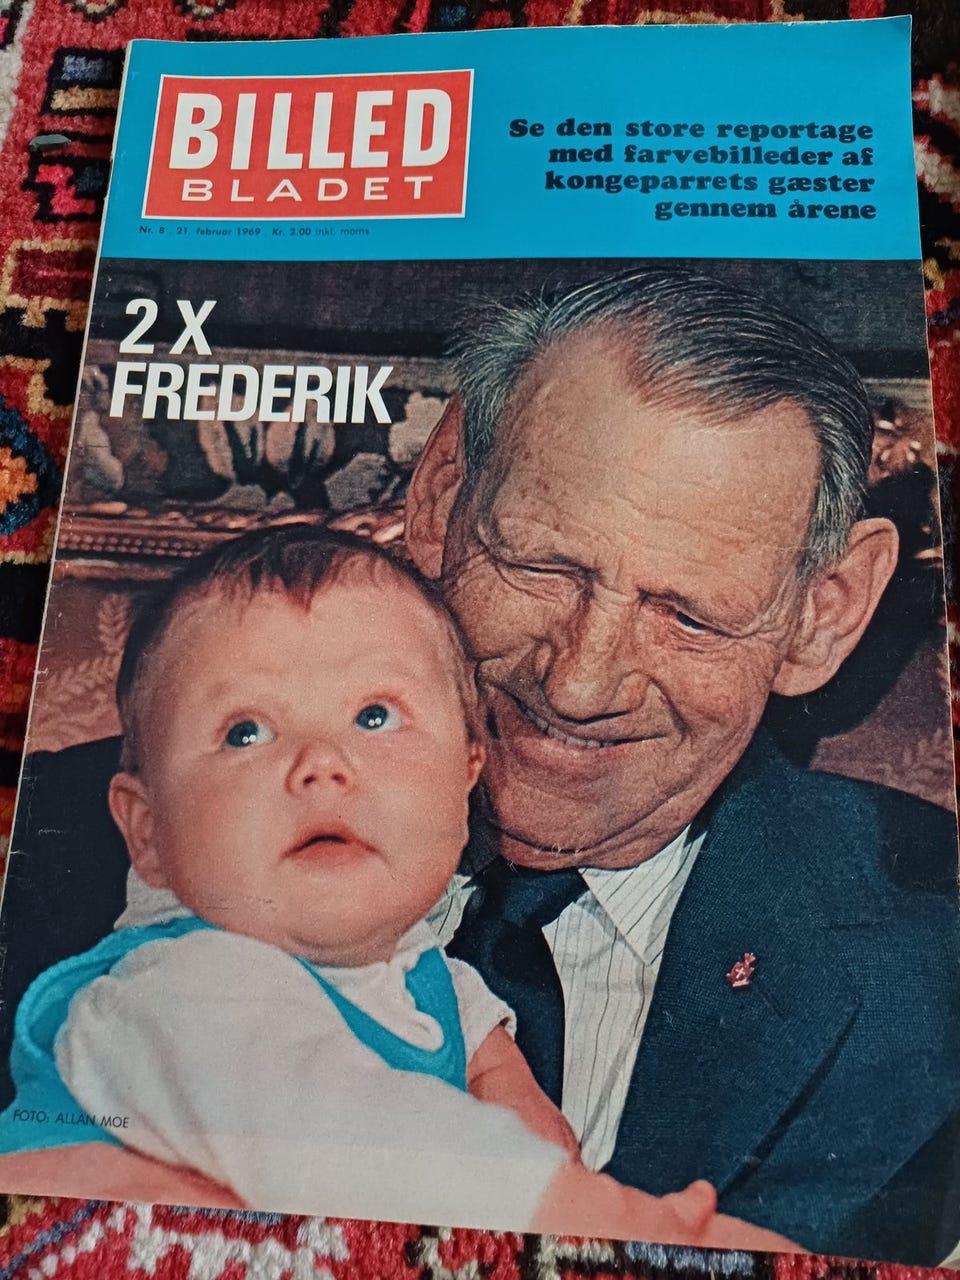 BILLED
BLADET
Nr. 8 . 21. februar 1969 . Kr. 2.00 inkl. moms
Se den store reportage
med farvebilleder af
kongeparrets gæster
gennem årene
2 X
FREDERIK
FOTO: ALLAN MOE